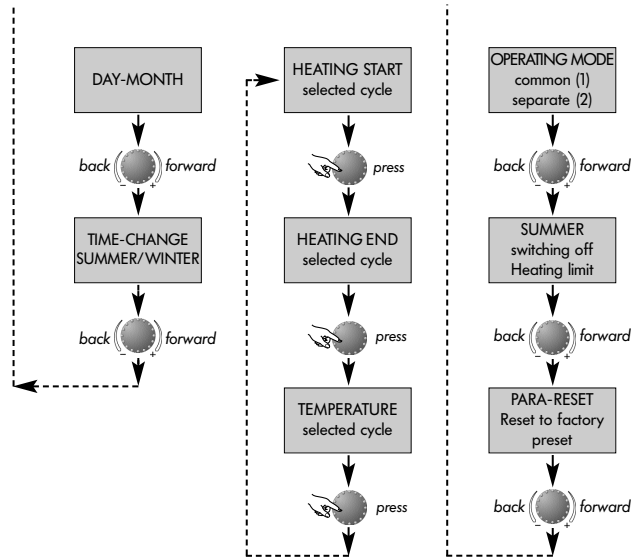 DAY-MONTH
back
forward
− +
TIME-CHANGE
SUMMER/WINTER
back
forward
− +
HEATING START
selected cycle
press
HEATING END
selected cycle
press
TEMPERATURE
selected cycle
press
OPERATING MODE
common (1)
separate (2)
back
forward
− +
SUMMER
switching off
Heating limit
back
forward
− +
PARA-RESET
Reset to factory
preset
back
forward
− +